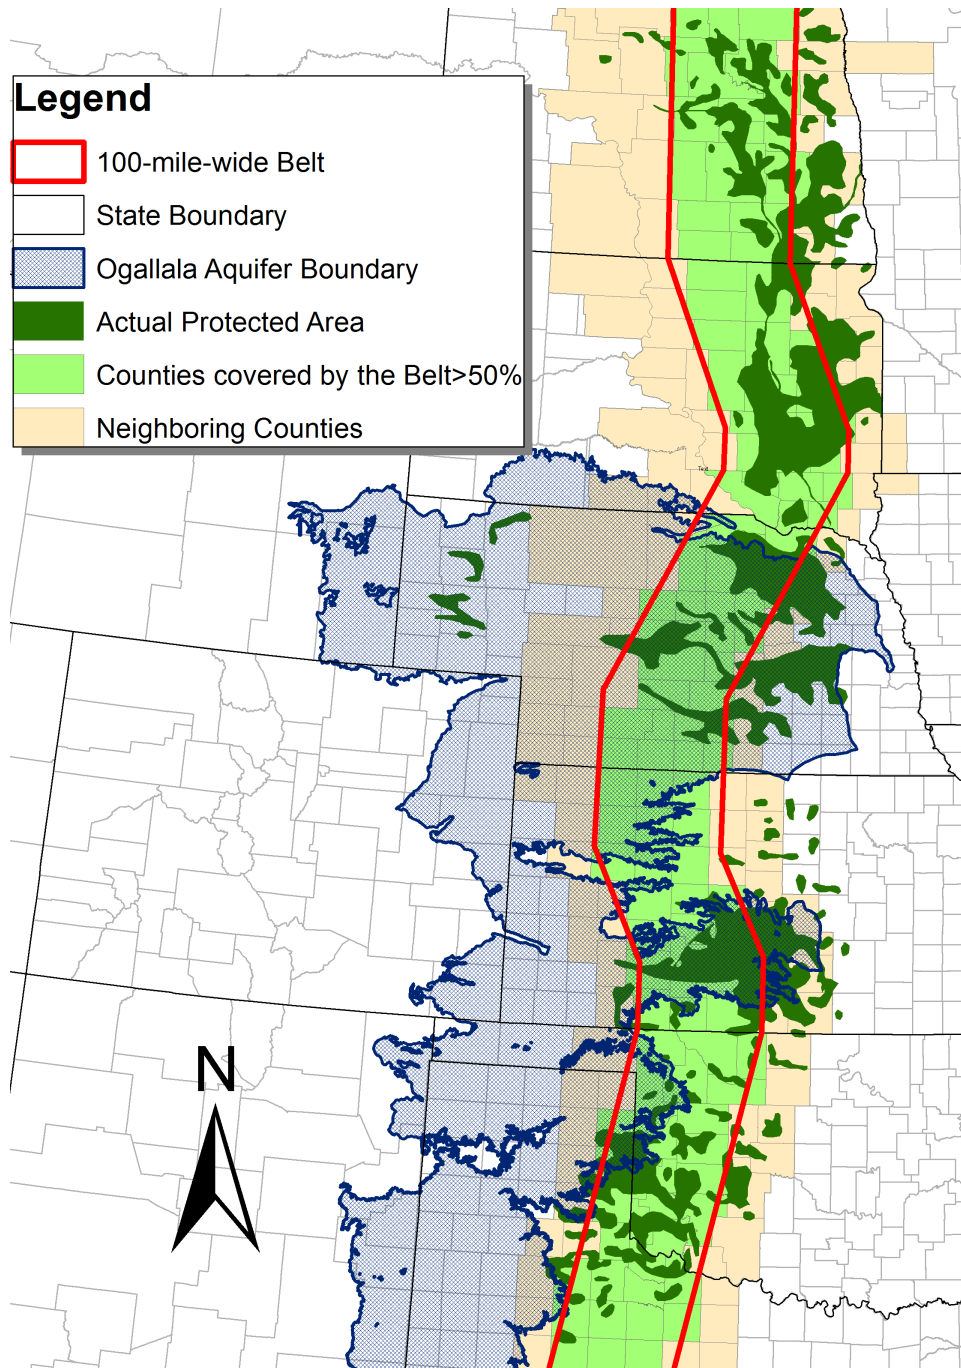 Legend
100-mile-wide Belt
State Boundary
Ogallala Aquifer Boundary
Actual Protected Area
Counties covered by the Belt>50%
Neighboring Counties
Text
N